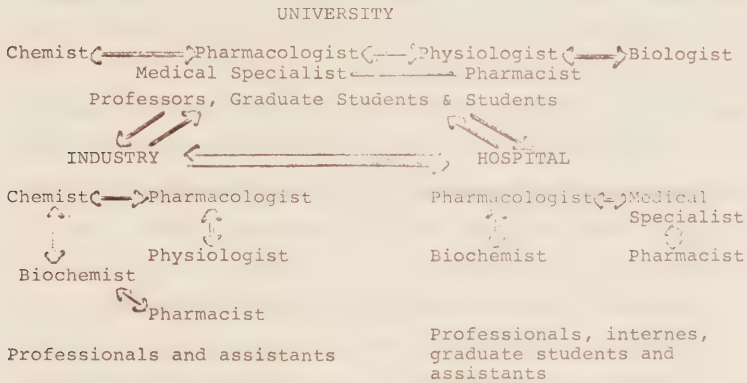 UNIVERSITY
Chemist Pharmacologist Physiologist Biologist
Medical Specialist Pharmacist
Professors, Graduate Students & Students
INDUSTRY HOSPITAL
Chemist Pharmacologist Pharmacologist Medical
Specialist
Physiologist Biochemist Pharmacist
Biochemist
Pharmacist
Professionals and assistants
Professionals, internes,
graduate students and
assistants